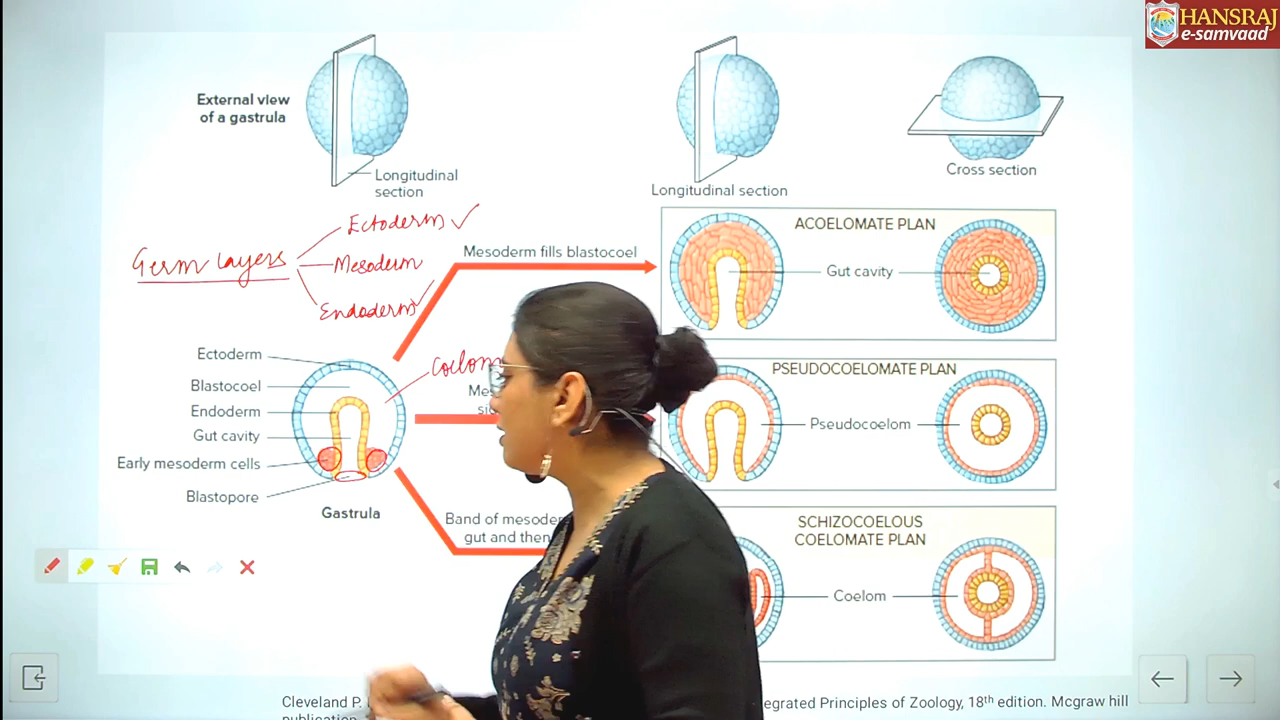 HANSRAJ
e-samvaad
External view
of a gastrula
Longitudinal
section
Longitudinal section
Cross section
Germ layers
Ectoderm
Mesoderm
Endoderm
Mesoderm fills blastocoel
ACOELOMATE PLAN
Gut cavity
Ectoderm
Blastocoel
Endoderm
Gut cavity
Early mesoderm cells
Blastopore
Gastrula
Coelom
PSEUDOCOELOMATE PLAN
Pseudocoelom
Band of
gut and then
SCHIZOCOELOUS
COELOMATE PLAN
Coelom
Cleveland P. Principles of Zoology, 18th edition. Mcgraw hill
publication